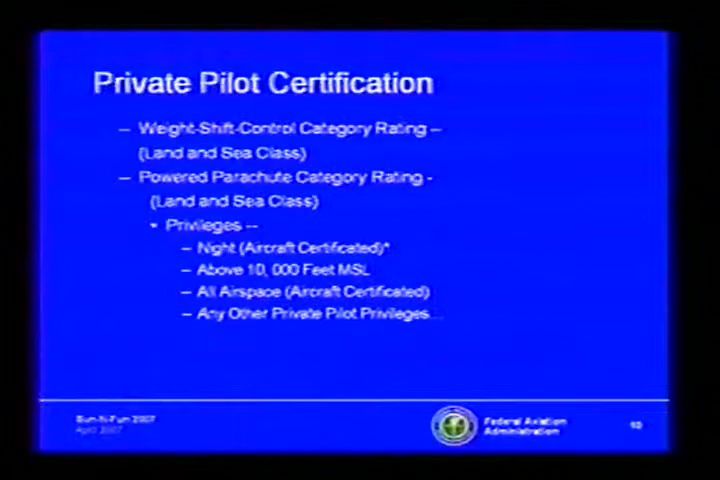 Private Pilot Certification
– Weight-Shift-Control Category Rating –
(Land and Sea Class)
– Powered Parachute Category Rating -
(Land and Sea Class)
• Privileges --
– Night (Aircraft Certificated)*
– Above 10, 000 Feet MSL
– All Airspace (Aircraft Certificated)
– Any Other Private Pilot Privileges...
Sun-N-Fun 2007
April 2007
Federal Aviation
Administration
10